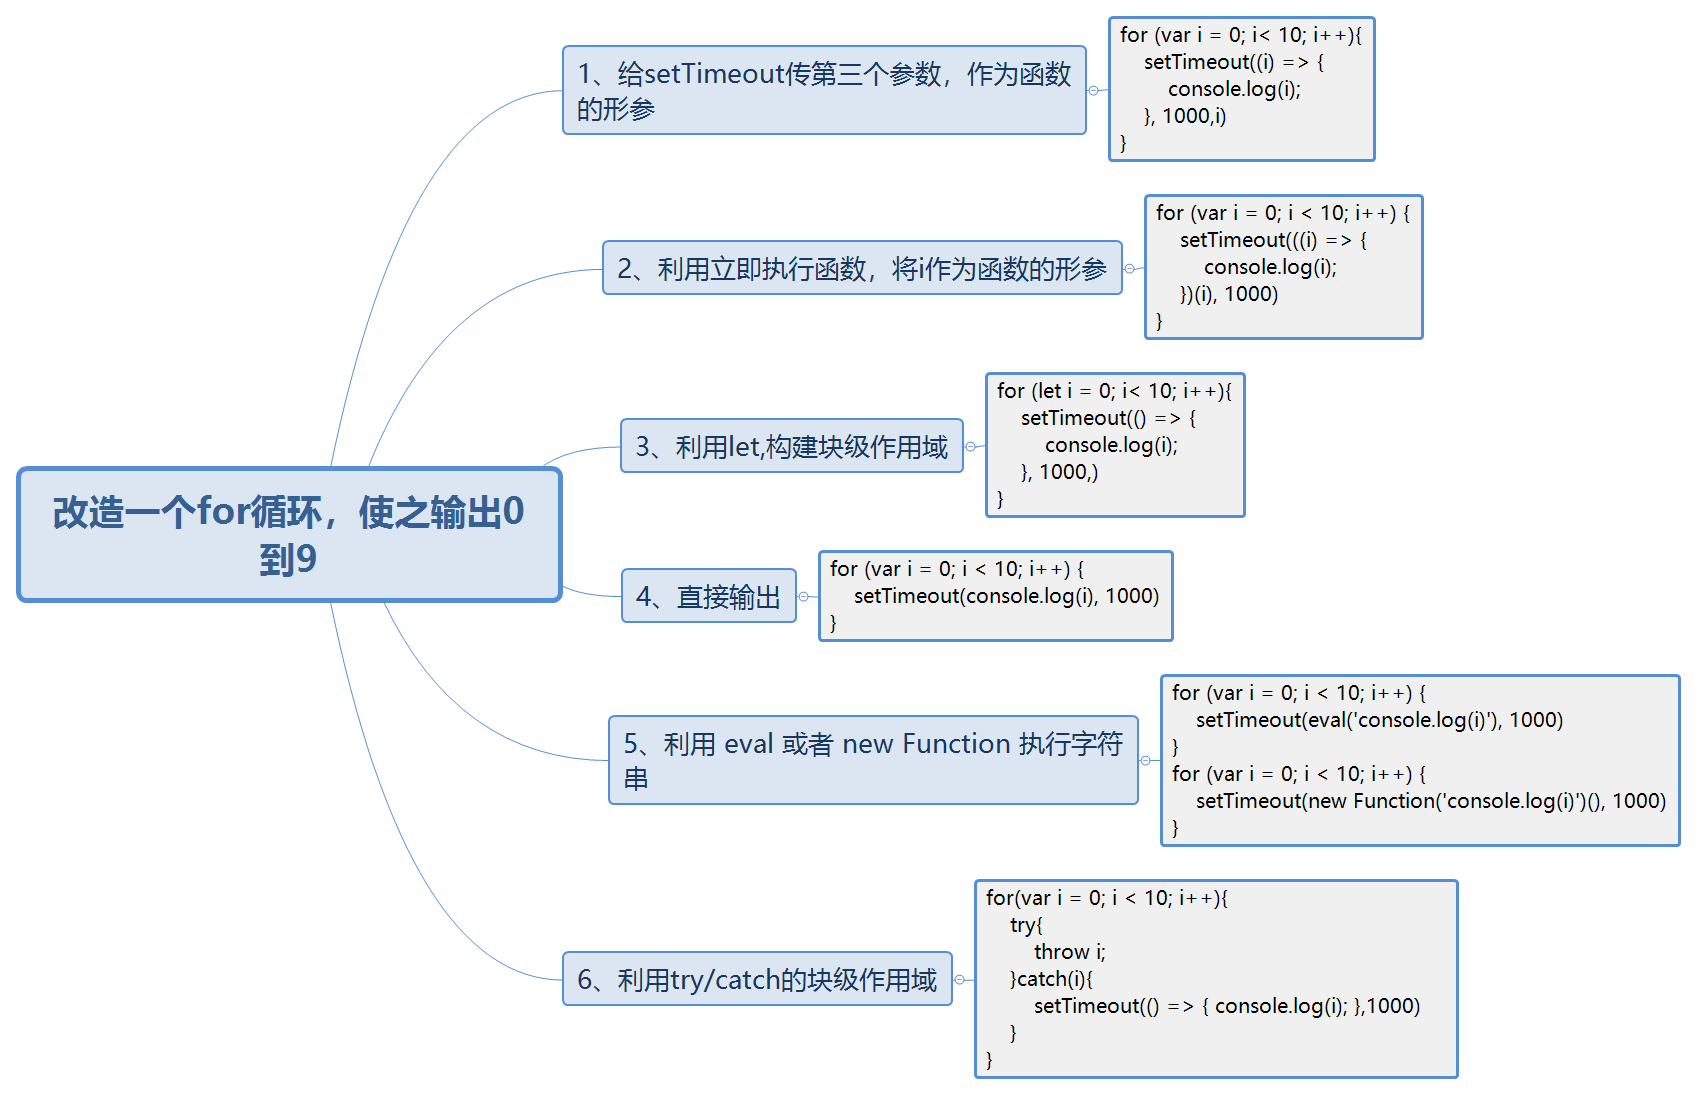 改造一个for循环，使之输出0
到9
1、给setTimeout传第三个参数，作为函数
的形参
for (var i = 0; i< 10; i++){
    setTimeout((i) => {
        console.log(i);
    }, 1000,i)
}
2、利用立即执行函数，将i作为函数的形参
for (var i = 0; i < 10; i++) {
    setTimeout(((i) => {
        console.log(i);
    })(i), 1000)
}
3、利用let,构建块级作用域
for (let i = 0; i< 10; i++){
    setTimeout(() => {
        console.log(i);
    }, 1000,)
}
4、直接输出
for (var i = 0; i < 10; i++) {
    setTimeout(console.log(i), 1000)
}
5、利用 eval 或者 new Function 执行字符
串
for (var i = 0; i < 10; i++) {
    setTimeout(eval('console.log(i)'), 1000)
}
for (var i = 0; i < 10; i++) {
    setTimeout(new Function('console.log(i)')(), 1000)
}
6、利用try/catch的块级作用域
for(var i = 0; i < 10; i++){
    try{
        throw i;
    }catch(i){
        setTimeout(() => { console.log(i); },1000)
    }
}